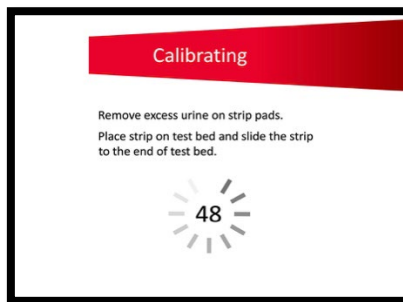 Calibrating
Remove excess urine on strip pads.
Place strip on test bed and slide the strip
to the end of test bed.
48